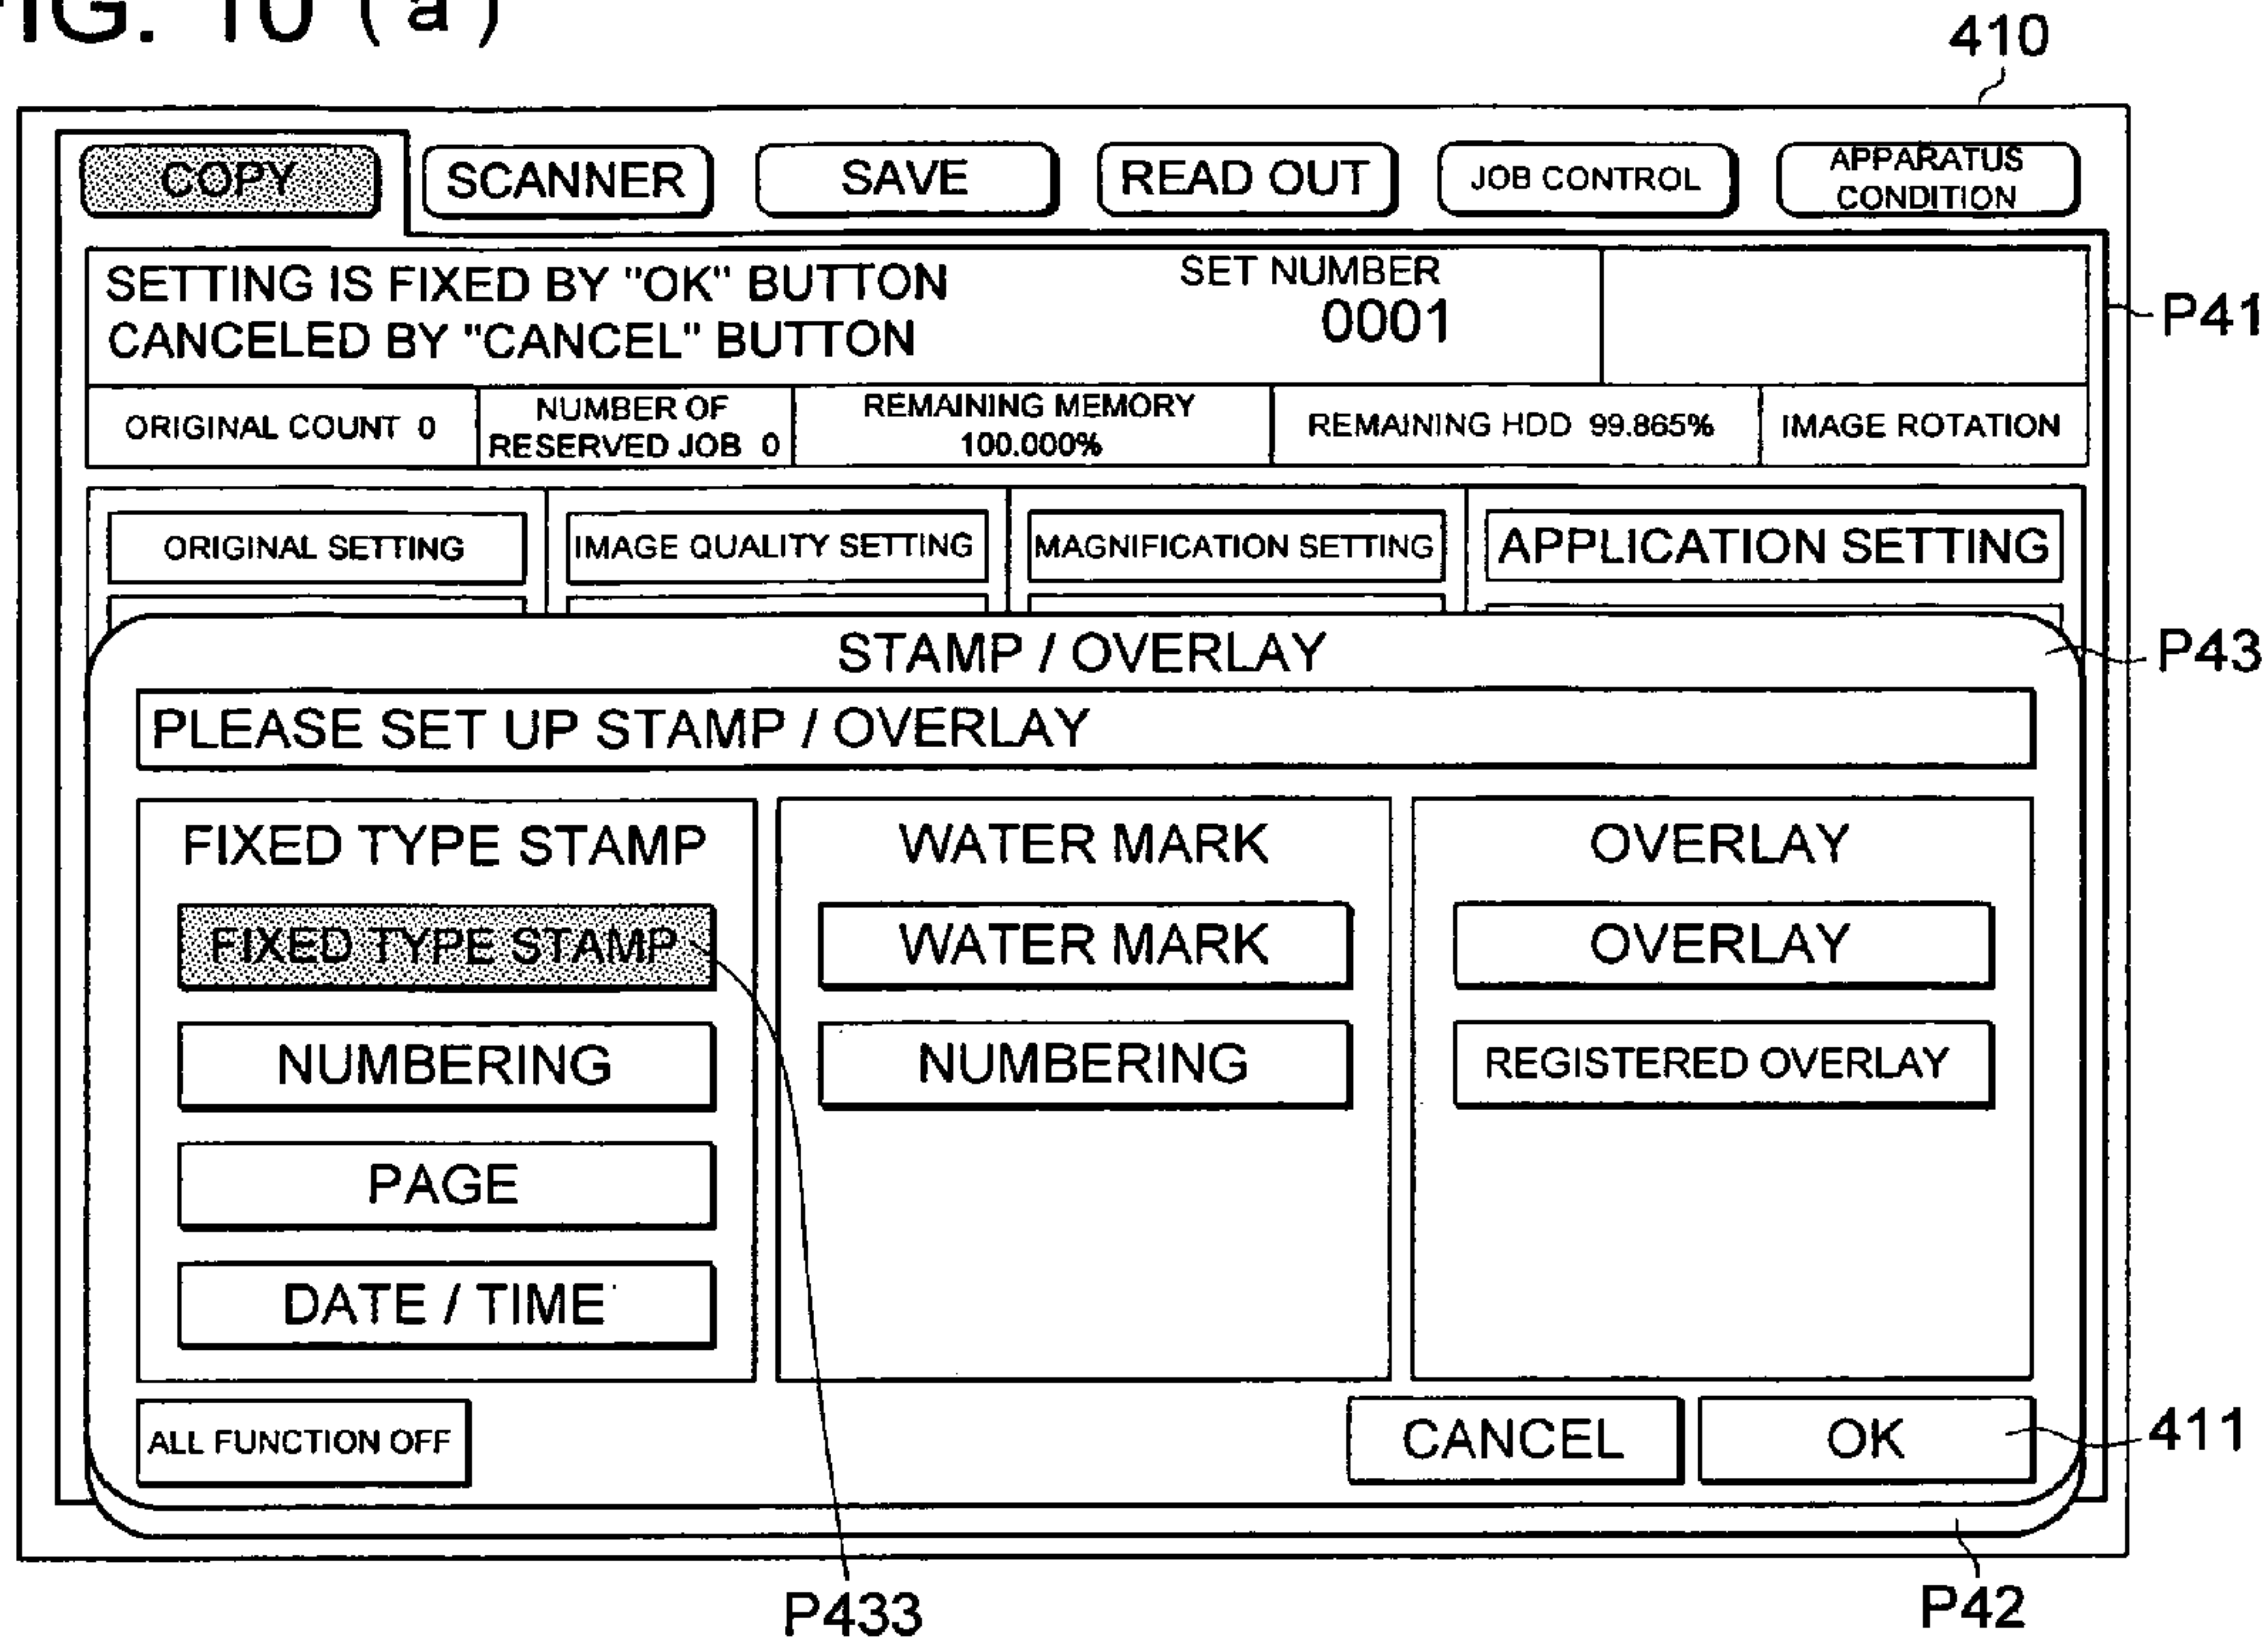 FIG. 10 (a)
410
COPY
SCANNER
SAVE
READ OUT
JOB CONTROL
APPARATUS
CONDITION
SETTING IS FIXED BY "OK" BUTTON
CANCELED BY "CANCEL" BUTTON
SET NUMBER
0001
P41
ORIGINAL COUNT 0
NUMBER OF
RESERVED JOB 0
REMAINING MEMORY
100.000%
REMAINING HDD 99.865%
IMAGE ROTATION
ORIGINAL SETTING
IMAGE QUALITY SETTING
MAGNIFICATION SETTING
APPLICATION SETTING
STAMP / OVERLAY
P43
PLEASE SET UP STAMP / OVERLAY
FIXED TYPE STAMP
FIXED TYPE STAMP
NUMBERING
PAGE
DATE / TIME
WATER MARK
WATER MARK
NUMBERING
OVERLAY
OVERLAY
REGISTERED OVERLAY
ALL FUNCTION OFF
CANCEL
OK
411
P433
P42